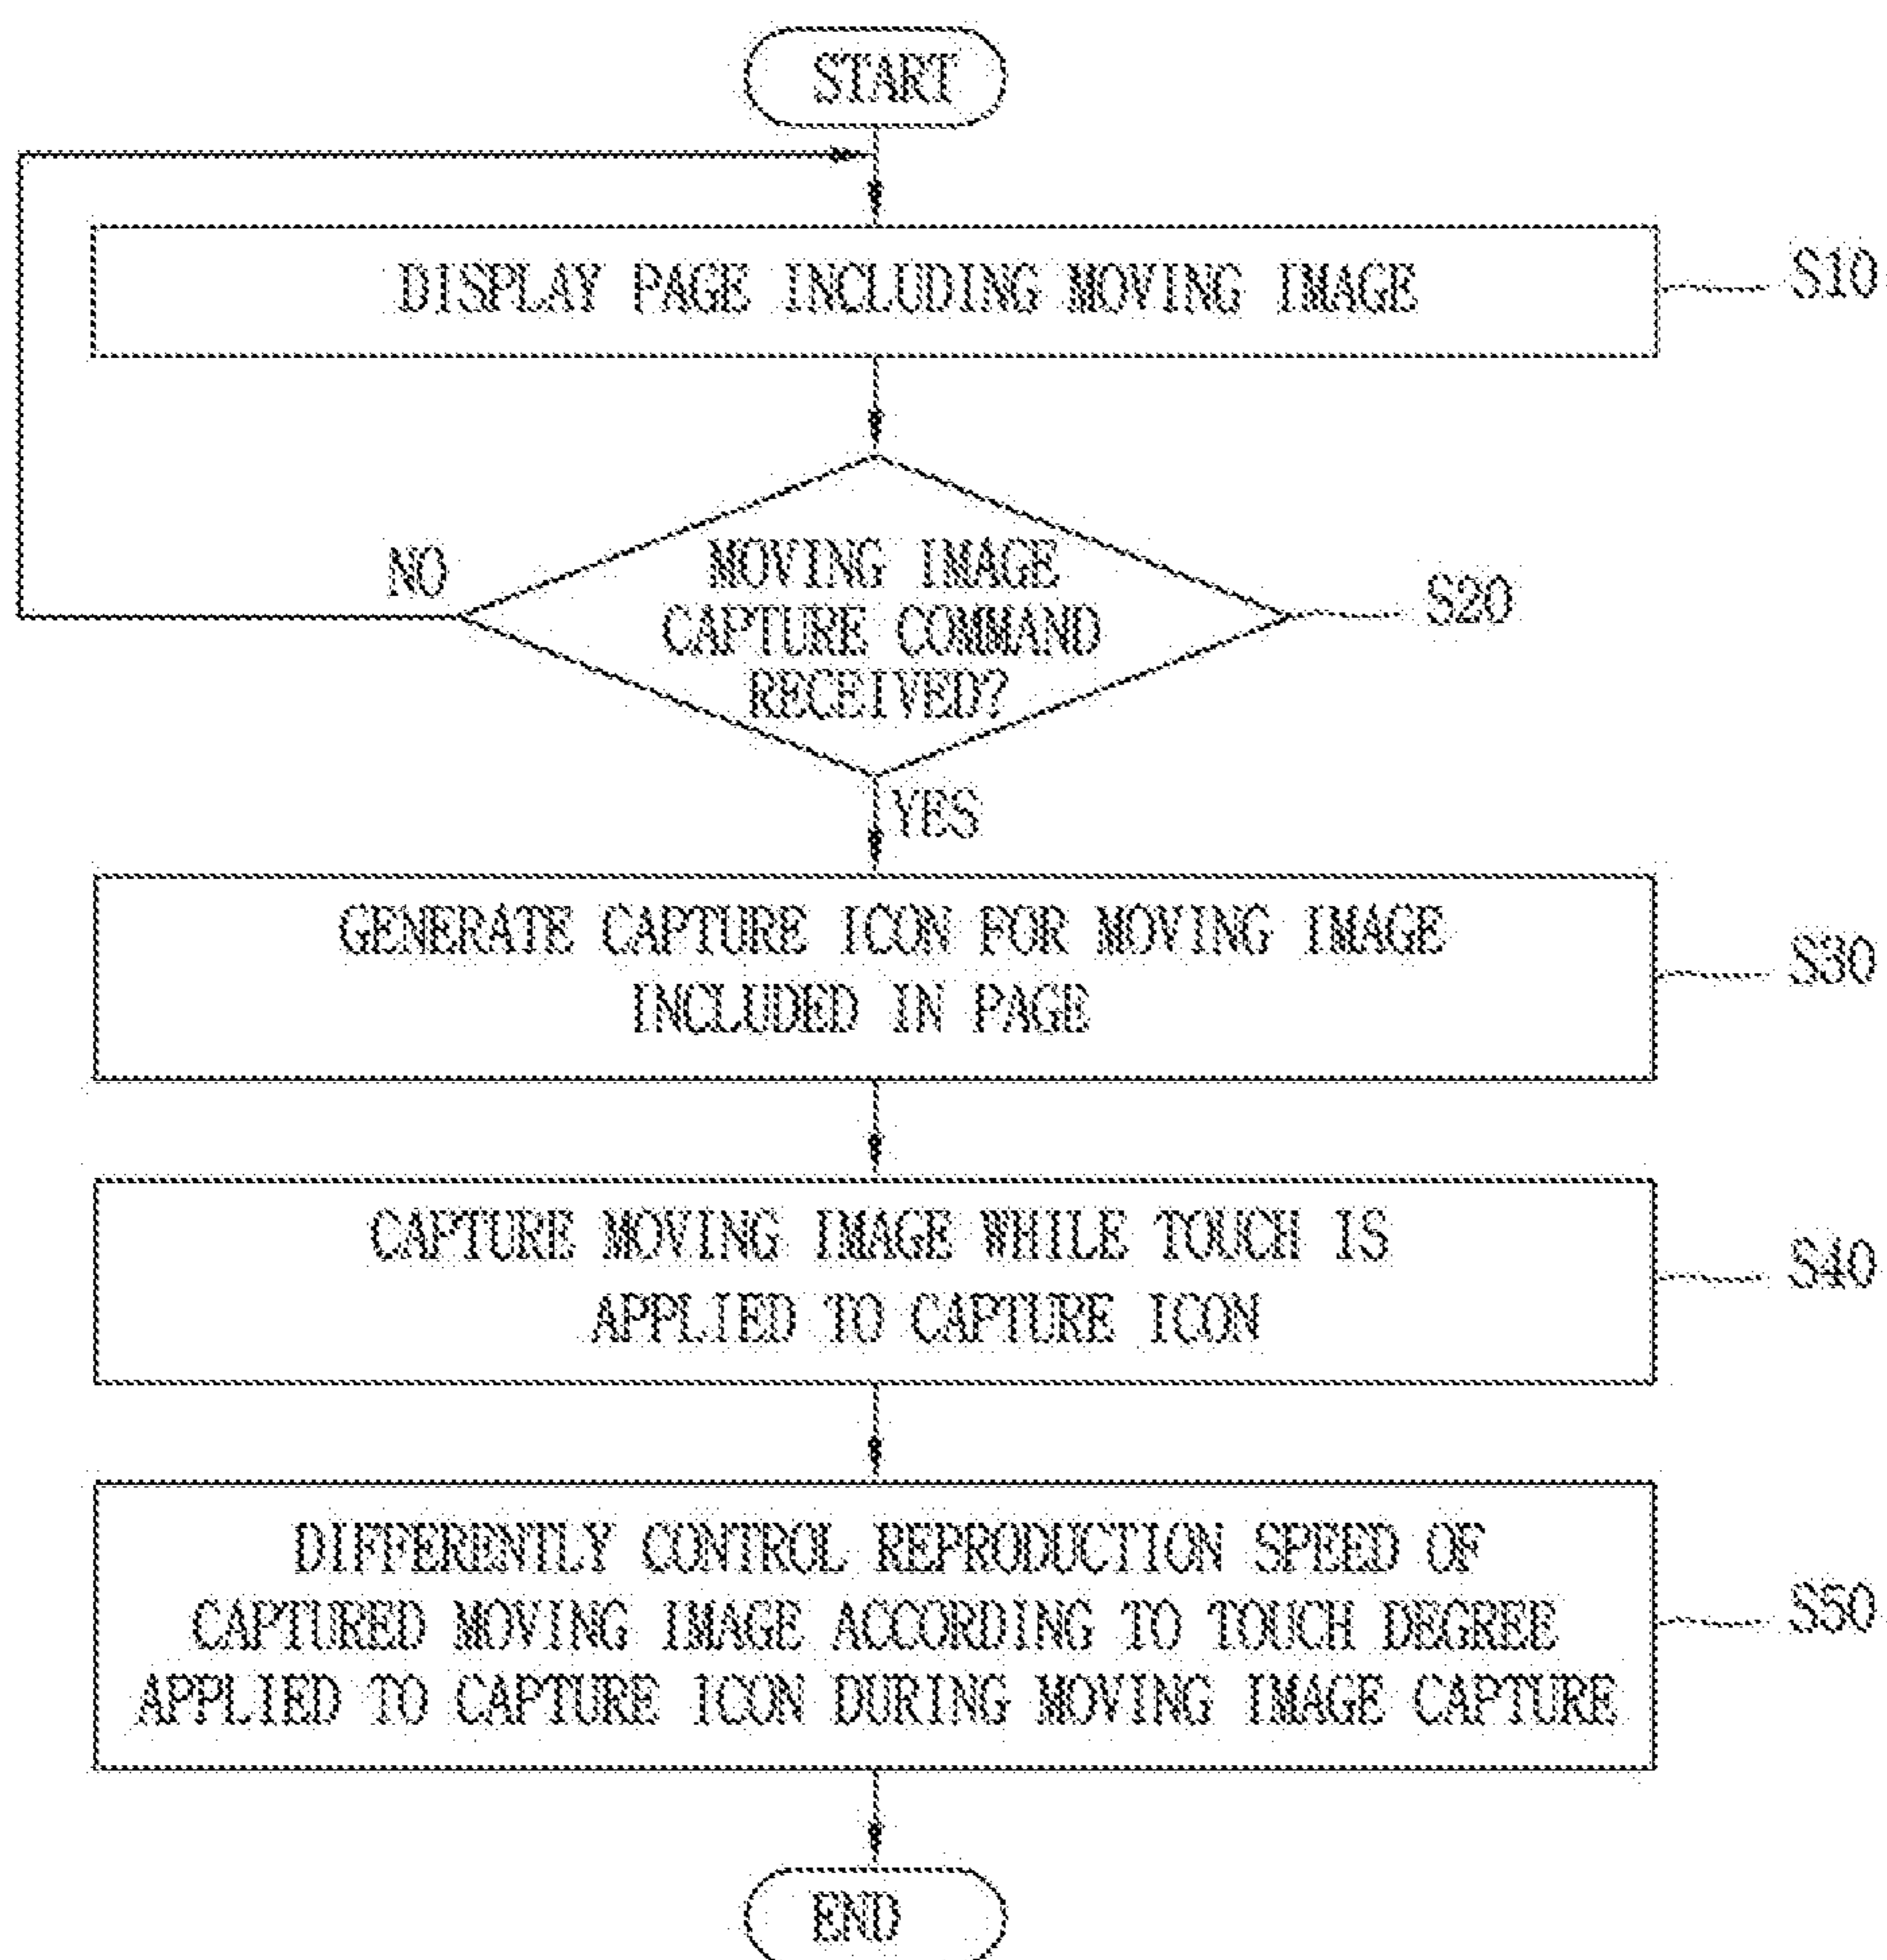 START
DISPLAY PAGE INCLUDING MOVING IMAGE
S10
MOVING IMAGE
CAPTURE COMMAND
RECEIVED?
S20
NO
YES
GENERATE CAPTURE ICON FOR MOVING IMAGE
INCLUDED IN PAGE
S30
CAPTURE MOVING IMAGE WHILE TOUCH IS
APPLIED TO CAPTURE ICON
S40
DIFFERENTLY CONTROL REPRODUCTION SPEED OF
CAPTURED MOVING IMAGE ACCORDING TO TOUCH DEGREE
APPLIED TO CAPTURE ICON DURING MOVING IMAGE CAPTURE
S50
END